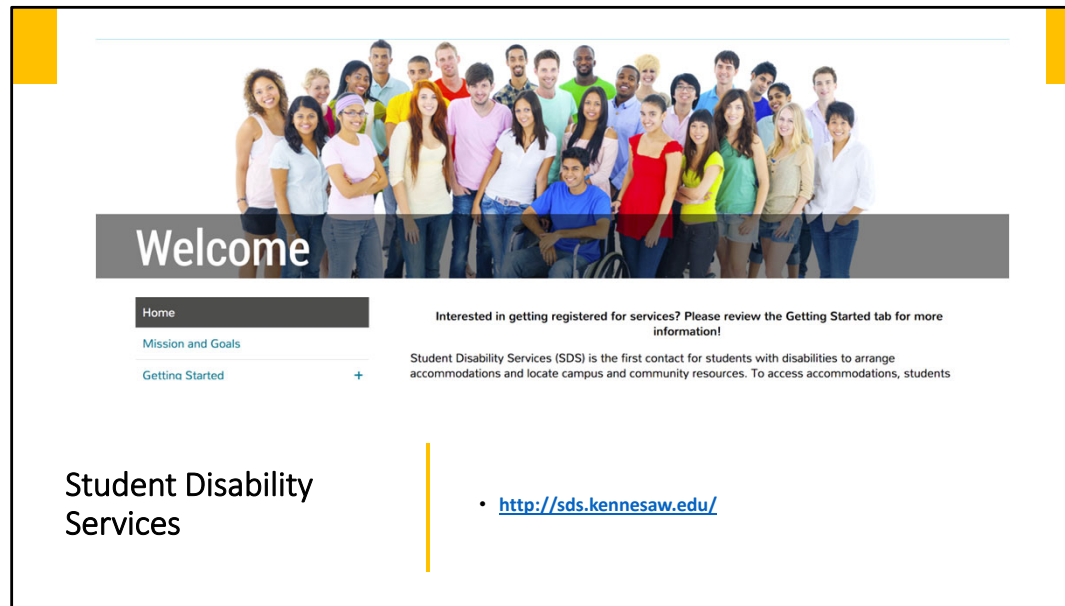 Welcome
Home
Mission and Goals
Getting Started +
Interested in getting registered for services? Please review the Getting Started tab for more
information!
Student Disability Services (SDS) is the first contact for students with disabilities to arrange
accommodations and locate campus and community resources. To access accommodations, students
Student Disability
Services
• http://sds.kennesaw.edu/